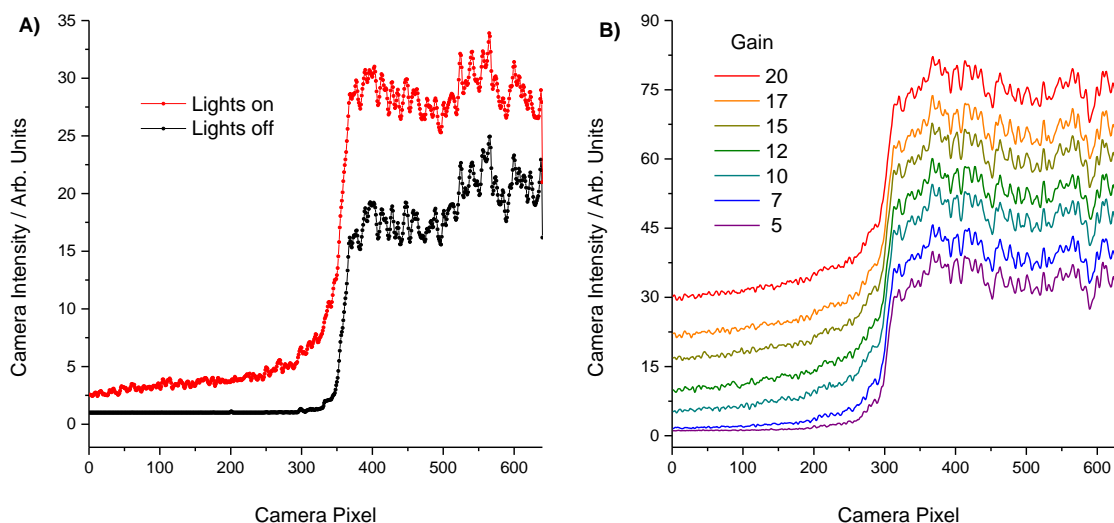 A)
35
30
25
20
15
10
5
0
Camera Intensity / Arb. Units
Lights on
Lights off
0 100 200 300 400 500 600
Camera Pixel
B)
90
75
60
45
30
15
0
Camera Intensity / Arb. Units
Gain
20
17
15
12
10
7
5
0 100 200 300 400 500 600
Camera Pixel